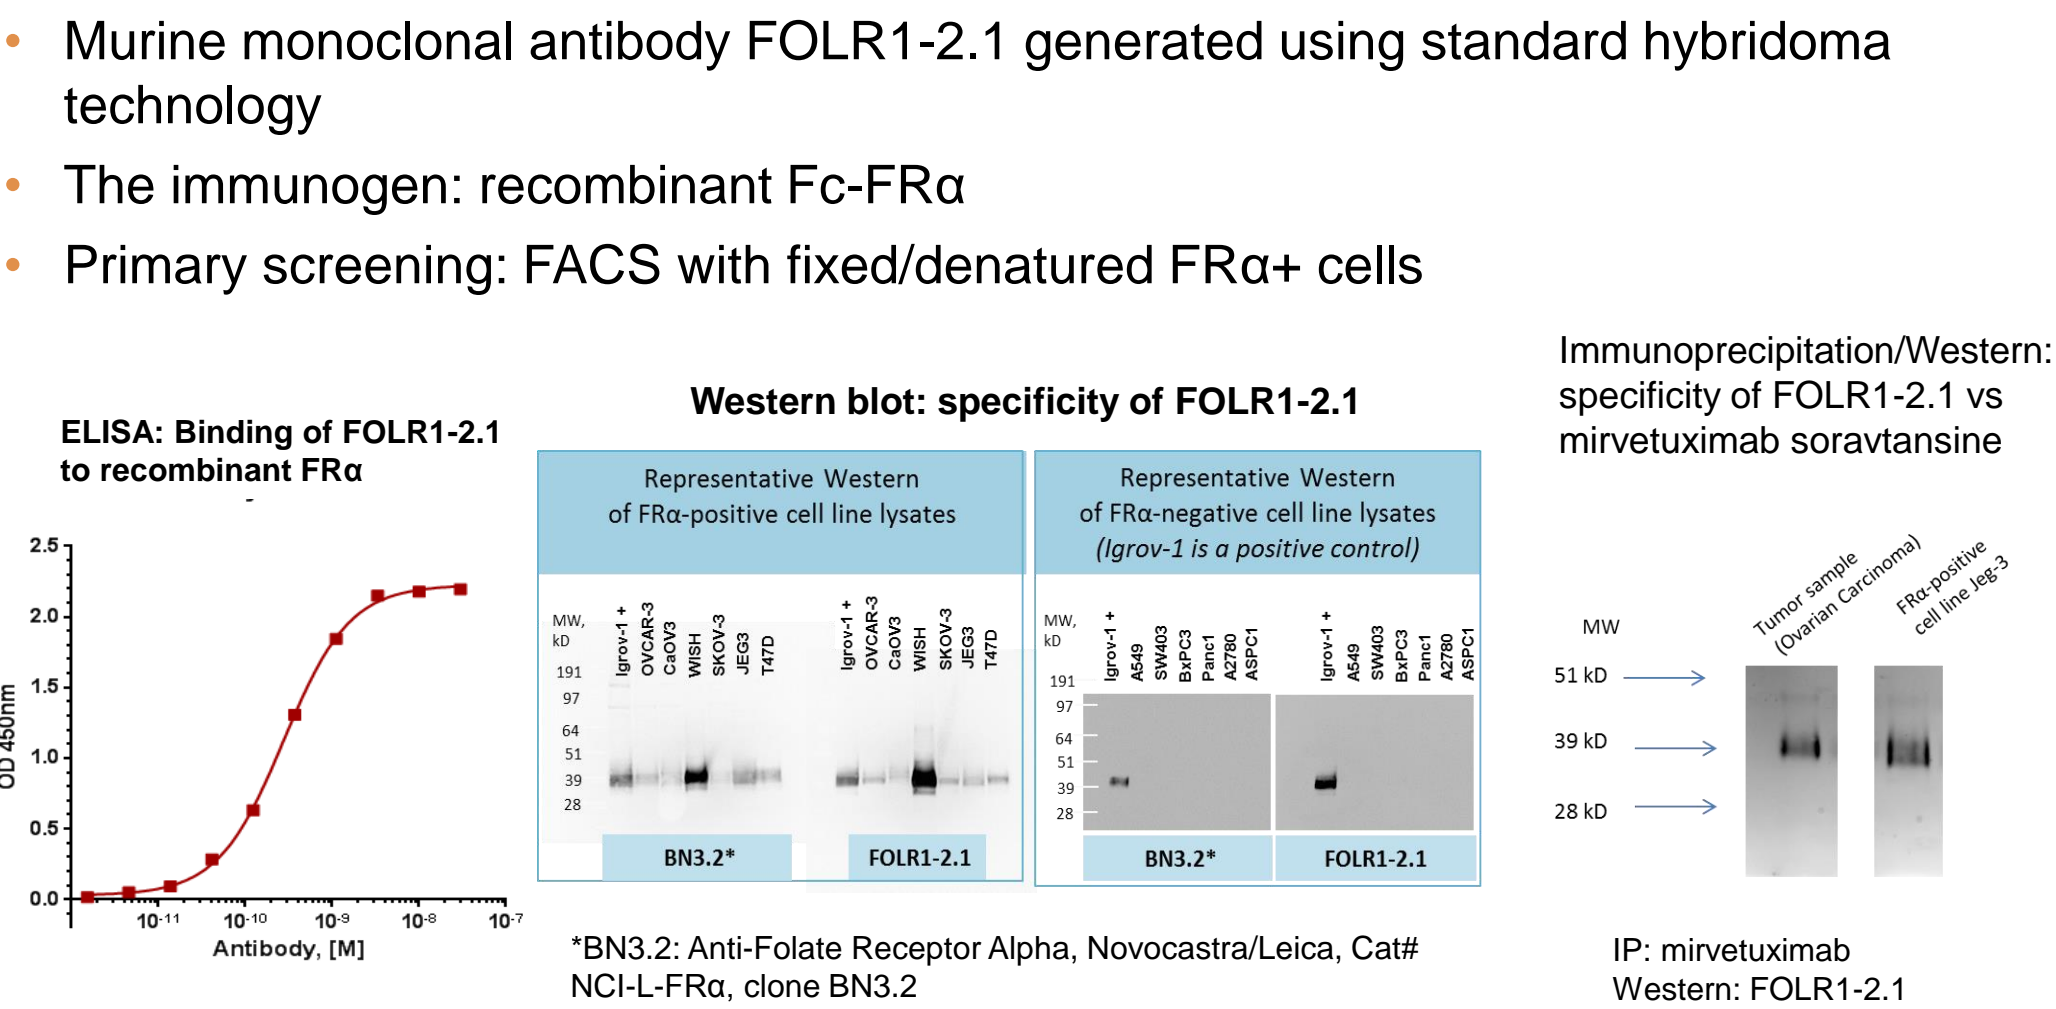 • Murine monoclonal antibody FOLR1-2.1 generated using standard hybridoma
technology
• The immunogen: recombinant Fc-FRα
• Primary screening: FACS with fixed/denatured FRα+ cells
ELISA: Binding of FOLR1-2.1
to recombinant FRα
OD 450nm
2.5
2.0
1.5
1.0
0.5
0.0
10-11 10-10 10-9 10-8 10-7
Antibody, [M]
Western blot: specificity of FOLR1-2.1
Representative Western
of FRα-positive cell line lysates
MW,
kD
191
97
64
51
39
28
Igrov-1 +
OVCAR-3
CaOV3
WISH
SKOV-3
JEG3
T47D
Igrov-1 +
OVCAR-3
CaOV3
WISH
SKOV-3
JEG3
T47D
BN3.2*
FOLR1-2.1
Representative Western
of FRα-negative cell line lysates
(Igrov-1 is a positive control)
MW,
kD
191
97
64
51
39
28
Igrov-1 +
A549
SW403
BxPC3
Panc1
A2780
ASPC1
Igrov-1 +
A549
SW403
BxPC3
Panc1
A2780
ASPC1
BN3.2*
FOLR1-2.1
*BN3.2: Anti-Folate Receptor Alpha, Novocastra/Leica, Cat#
NCI-L-FRα, clone BN3.2
Immunoprecipitation/Western:
specificity of FOLR1-2.1 vs
mirvetuximab soravtansine
Tumor sample
(Ovarian Carcinoma)
FRα-positive
cell line Jeg-3
MW
51 kD
39 kD
28 kD
IP: mirvetuximab
Western: FOLR1-2.1